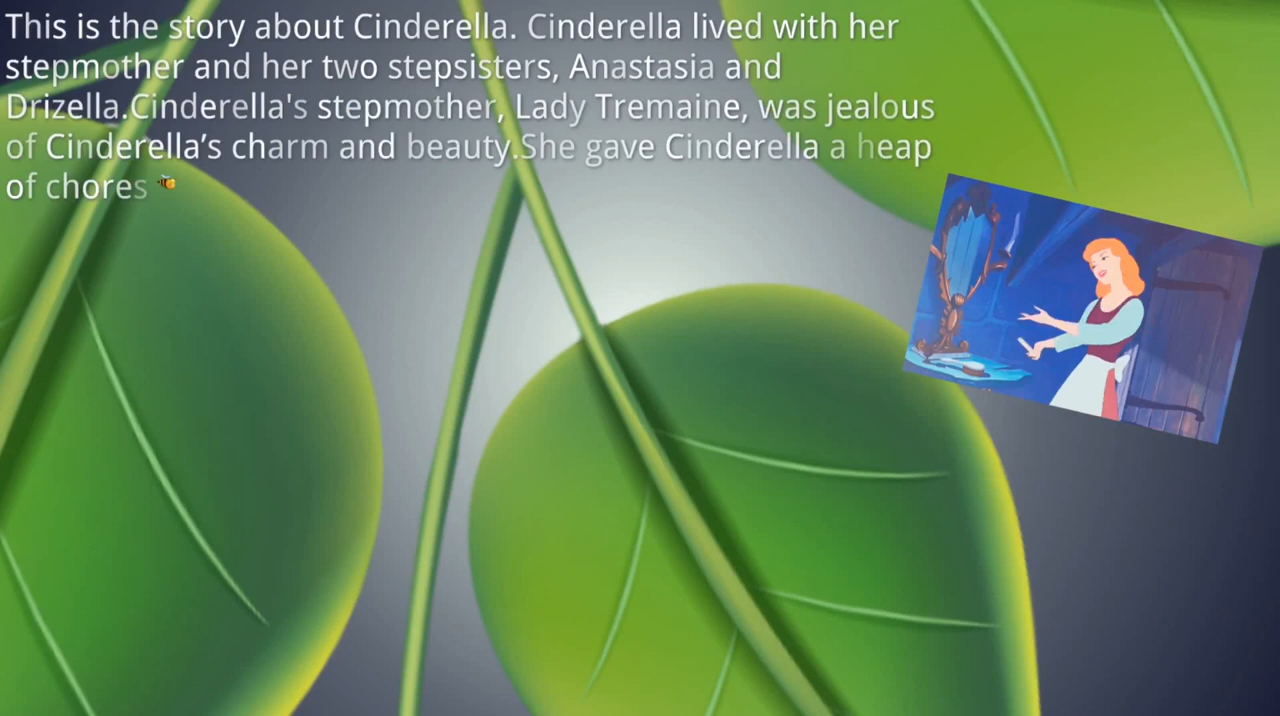 This is the story about Cinderella. Cinderella lived with her
stepmother and her two stepsisters, Anastasia and
Drizella.Cinderella's stepmother, Lady Tremaine, was jealous
of Cinderella’s charm and beauty.She gave Cinderella a heap
of chores